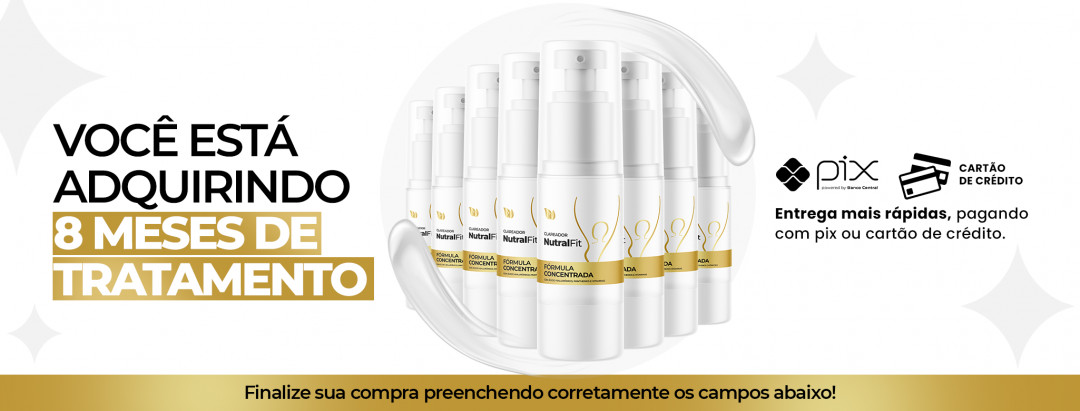 VOCÊ ESTÁ
ADQUIRINDO
8 MESES DE
TRATAMENTO
CLAREADOR
NutralFit
FÓRMULA
CONCENTRADA
pix
powered by Banco Central
CARTÃO
DE CRÉDITO
Entrega mais rápidas, pagando
com pix ou cartão de crédito.
Finalize sua compra preenchendo corretamente os campos abaixo!